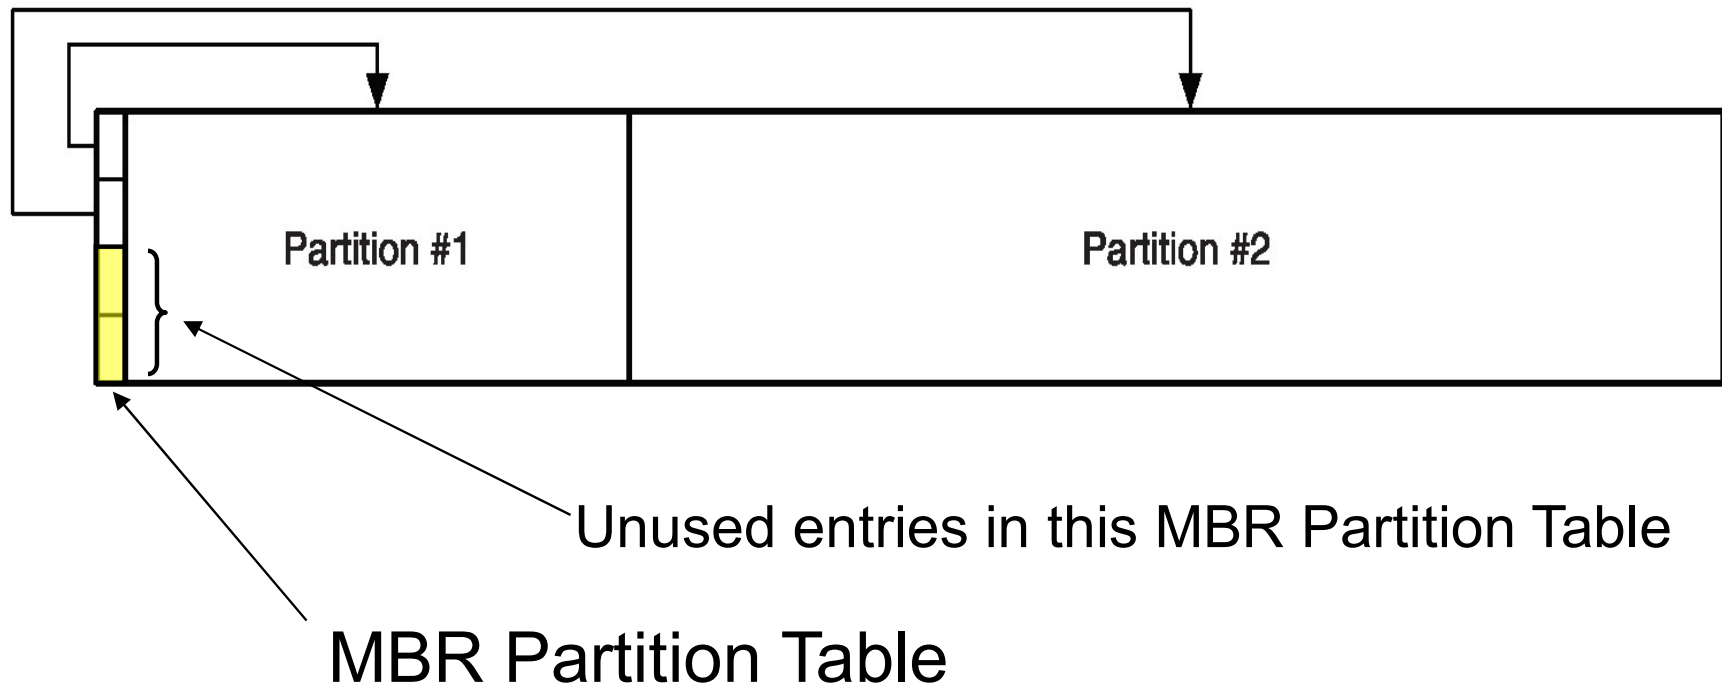 Partition #1
Partition #2
Unused entries in this MBR Partition Table
MBR Partition Table